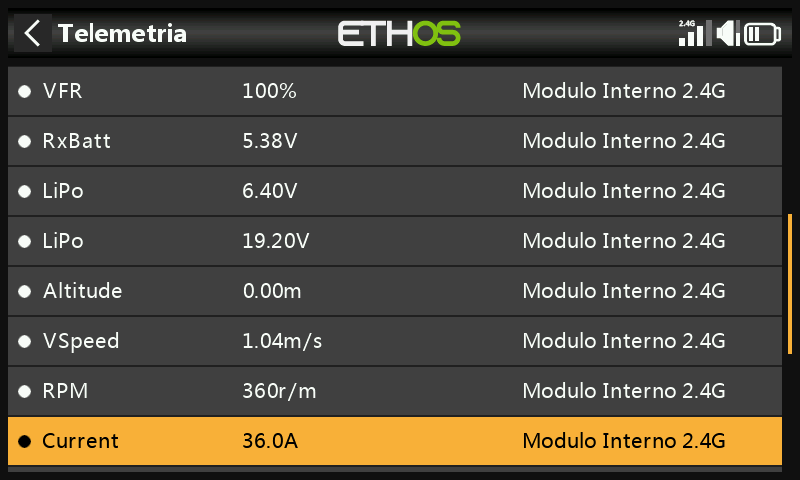 Telemetria ETHOS 2.4G
VFR 100% Modulo Interno 2.4G
RxBatt 5.38V Modulo Interno 2.4G
LiPo 6.40V Modulo Interno 2.4G
LiPo 19.20V Modulo Interno 2.4G
Altitude 0.00m Modulo Interno 2.4G
VSpeed 1.04m/s Modulo Interno 2.4G
RPM 360r/m Modulo Interno 2.4G
Current 36.0A Modulo Interno 2.4G